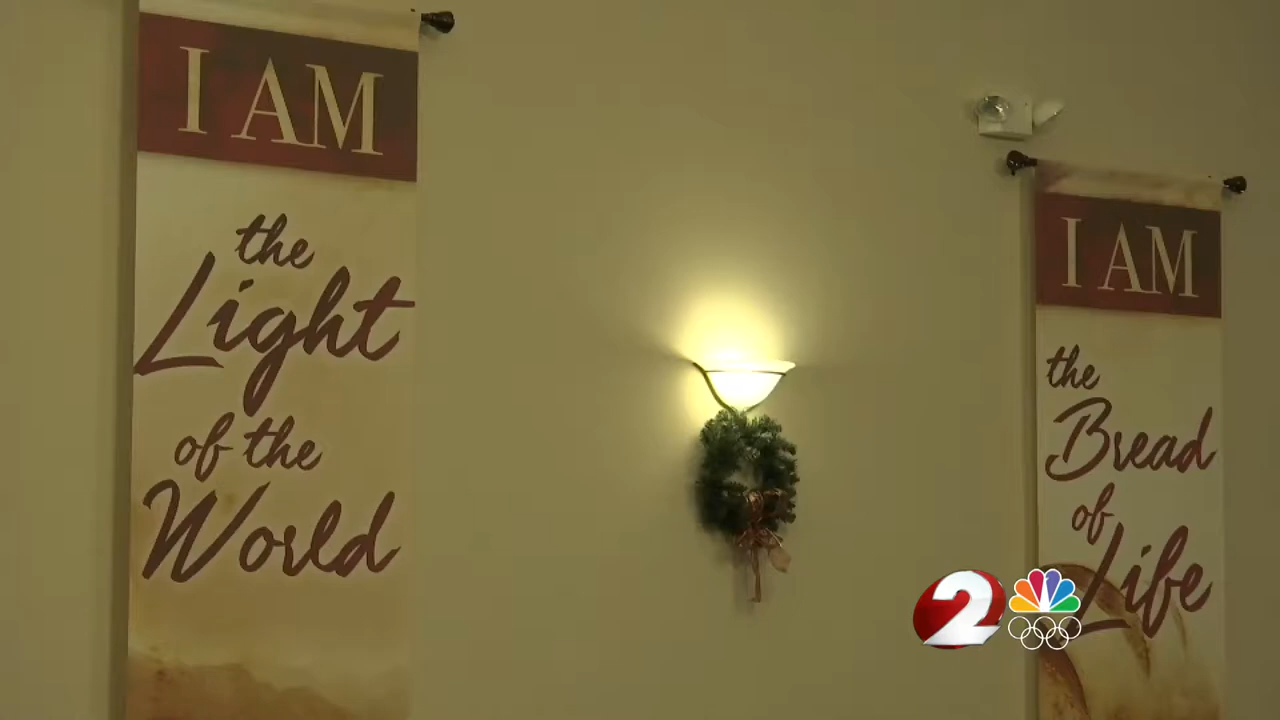 I AM
the
Light
of the
World
I AM
the
Bread
of
Life
2